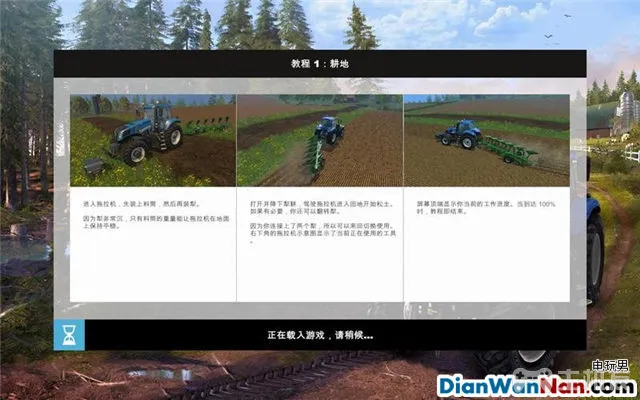 教程 1：耕地
进入拖拉机，先装上料筒，然后再装犁。
因为犁非常沉，只有料筒的重量能让拖拉机在地面
上保持平稳。
打开并降下犁耕，驾驶拖拉机进入田地开始松土。
如果有必要，你还可以翻转犁。
因为你连接上了两个犁，所以可以来回切换使用。
右下角的拖拉机示意图显示了当前正在使用的工具
。
屏幕顶端显示你当前的工作进度。当到达 100%
时，教程即结束。
正在载入游戏，请稍候...
电玩男
DianWanNan.com